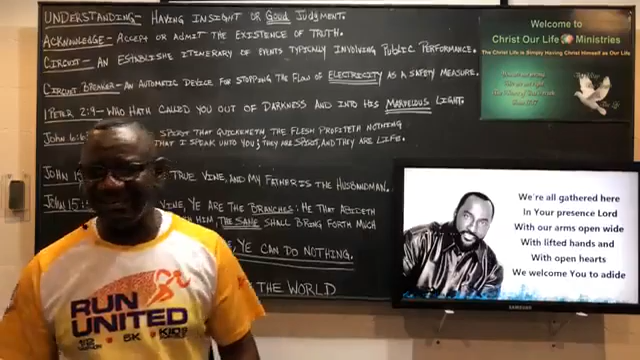 UNDERSTANDING- HAVING INSIGHT OR GOOD JUDGMENT.
ACKNOWLEDGE- ACCEPT OR ADMIT THE EXISTENCE OF TRUTH.
CIRCUIT- AN ESTABLISHE ITINERARY OF EVENTS TYPICALLY INVOLVING PUBLIC PERFORMANCE.
CIRCUIT BREAKER- AN AUTOMATIC DEVICE FOR STOPPING THE FLOW OF ELECTRICITY AS A SAFETY MEASURE.
1 PETER 2:9- WHO HATH CALLED YOU OUT OF DARKNESS AND INTO HIS MARVELOUS LIGHT.
JOHN 6:6 SPIRIT THAT QUICKENETH THE FLESH PROFITETH NOTHING
THAT I SPEAK UNTO YOU, THEY ARE SPIRIT, AND THEY ARE LIFE.
JOHN TRUE VINE, AND MY FATHER IS THE HUSBANDMAN.
JOHN 15: VINE, YE ARE THE BRANCHES: HE THAT ABIDETH
HIM, THE SAME SHALL BRING FORTH MUCH
YE CAN DO NOTHING.
THE WORLD
Welcome to
Christ Our Life Ministries
The Christ Life is Simply Having Christ Himself as Our Life
We're all gathered here
In Your presence Lord
With our arms open wide
With lifted hands and
With open hearts
We welcome You to adide
SAMSUNG
RUN
UNITED
1/2 5K KIDS